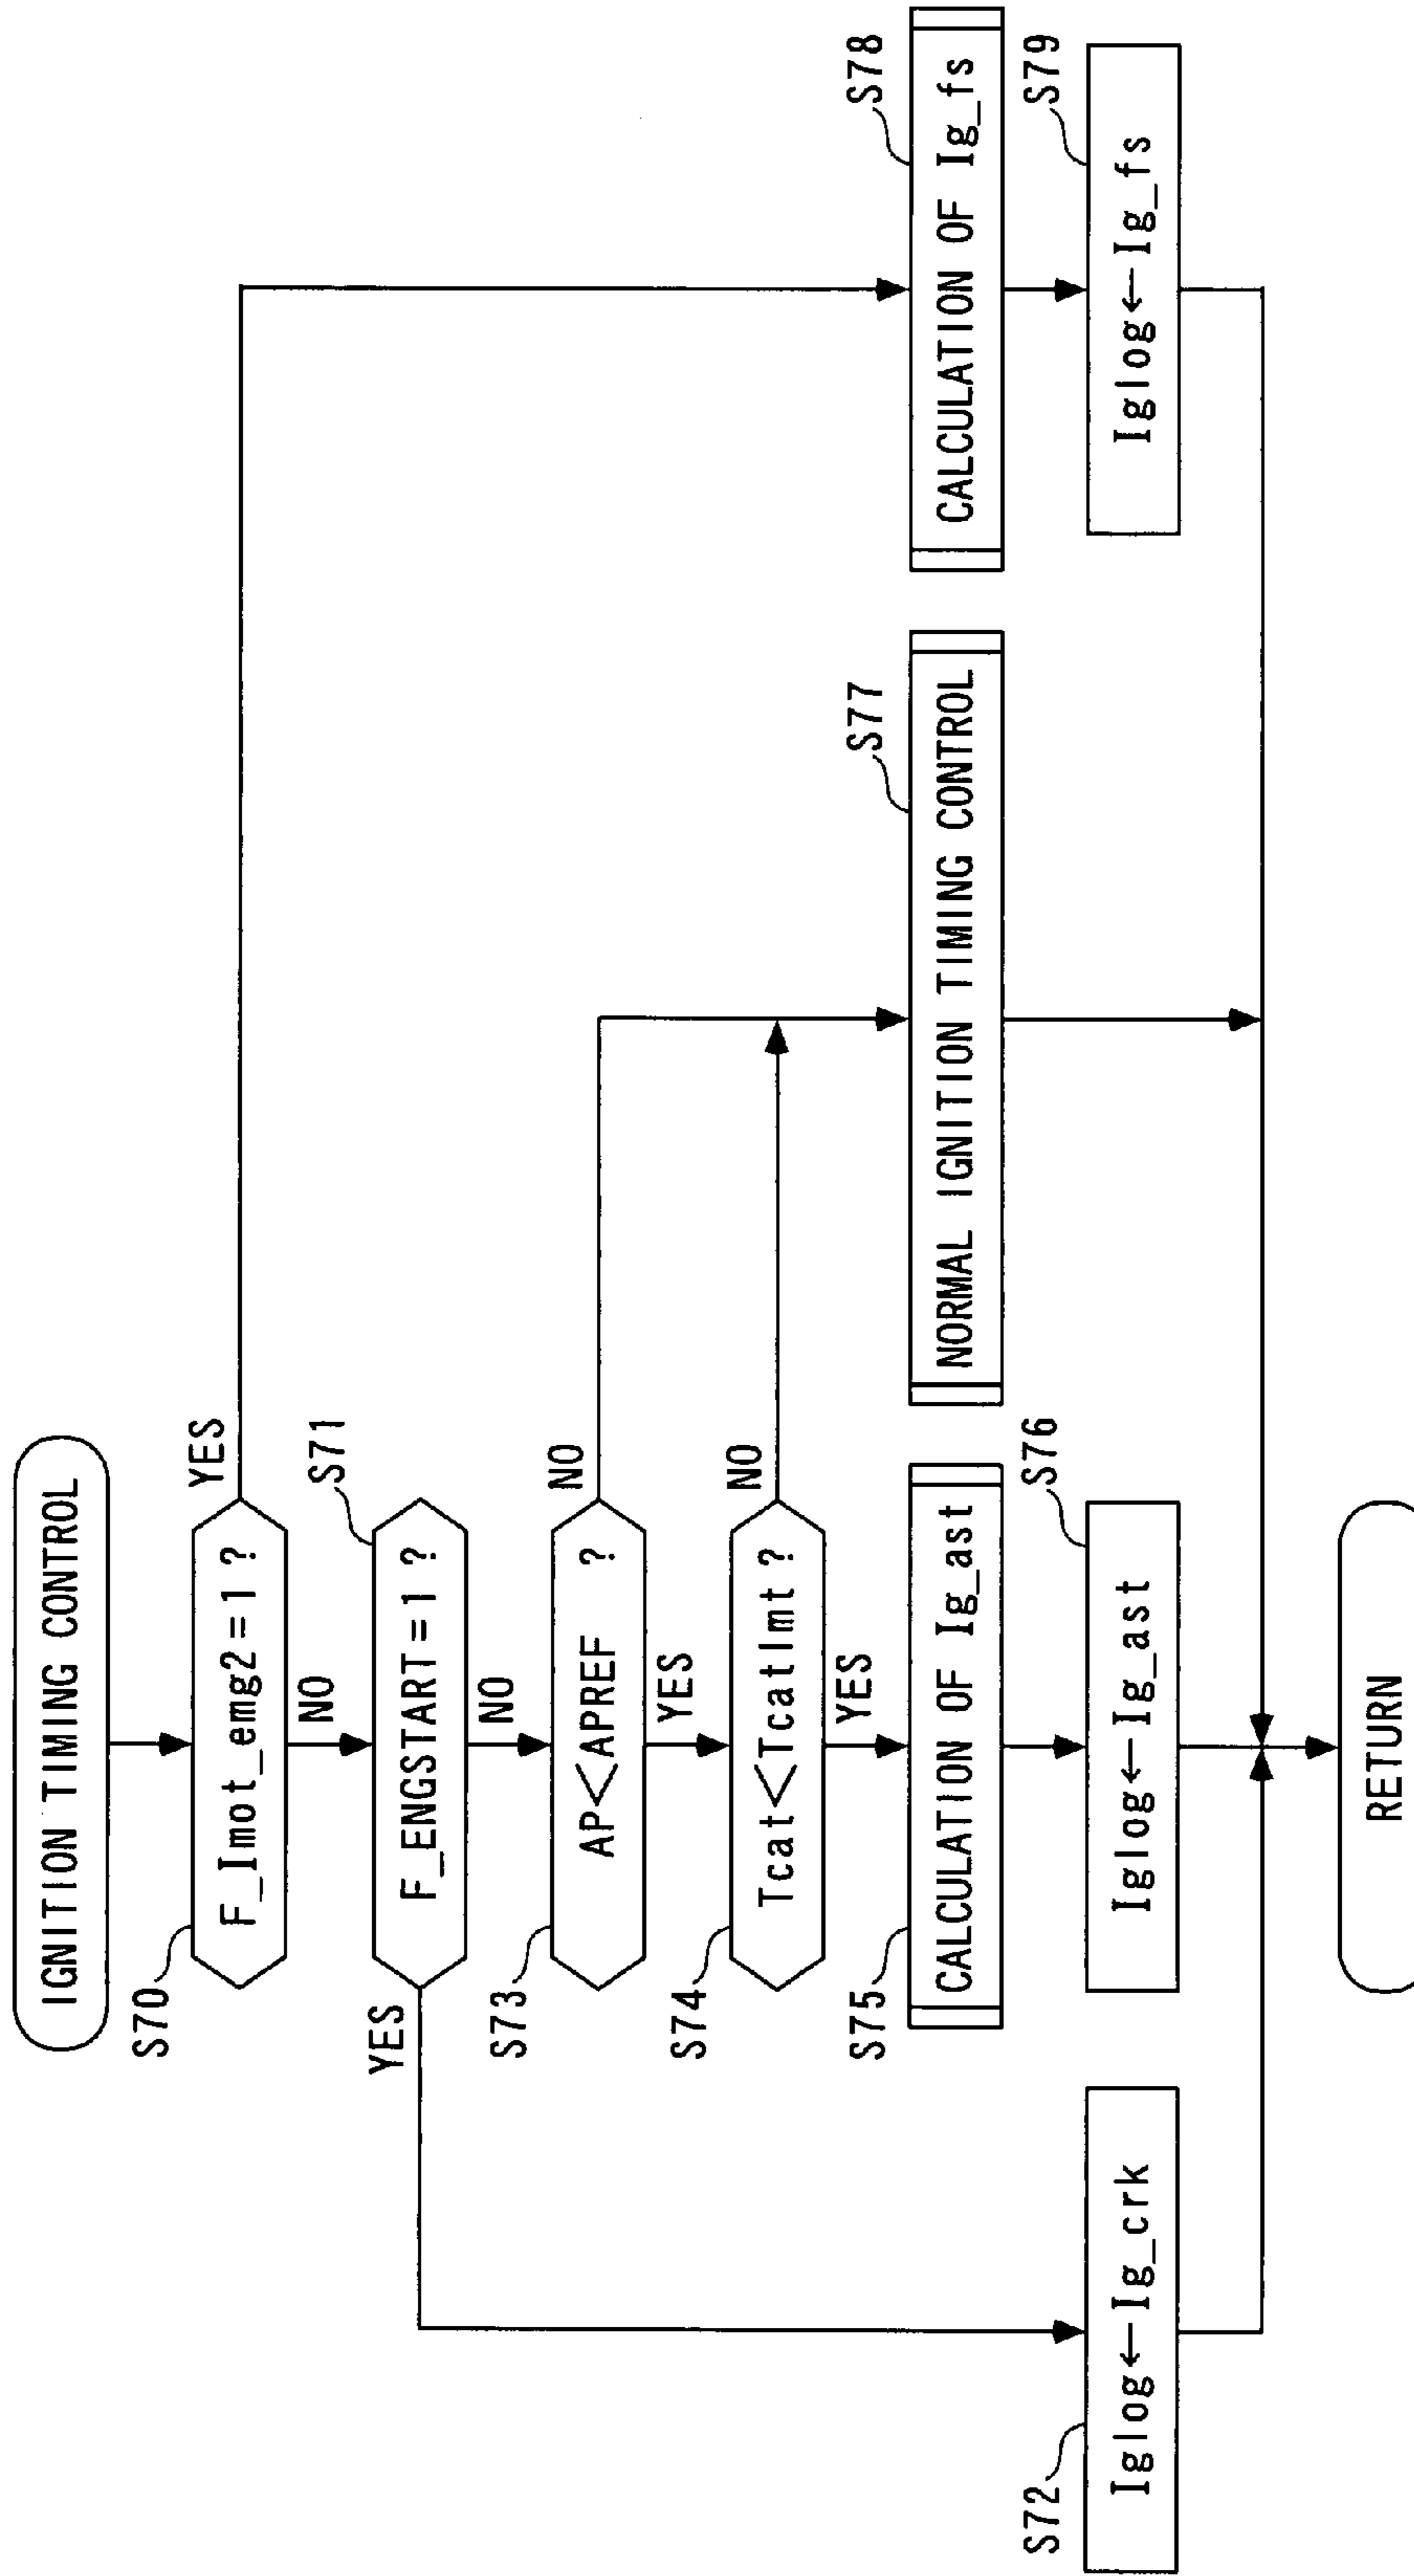 IGNITION TIMING CONTROL
S70
F_Imot_emg2=1 ?
YES
NO
S71
F_ENGSTART=1 ?
YES
NO
S73
AP<APREF ?
NO
YES
S74
Tcat<Tcatlmt ?
NO
YES
S75
CALCULATION OF Ig_ast
S77
NORMAL IGNITION TIMING CONTROL
S78
CALCULATION OF Ig_fs
S72
Iglog←Ig_crk
S76
Iglog←Ig_ast
S79
Iglog←Ig_fs
RETURN